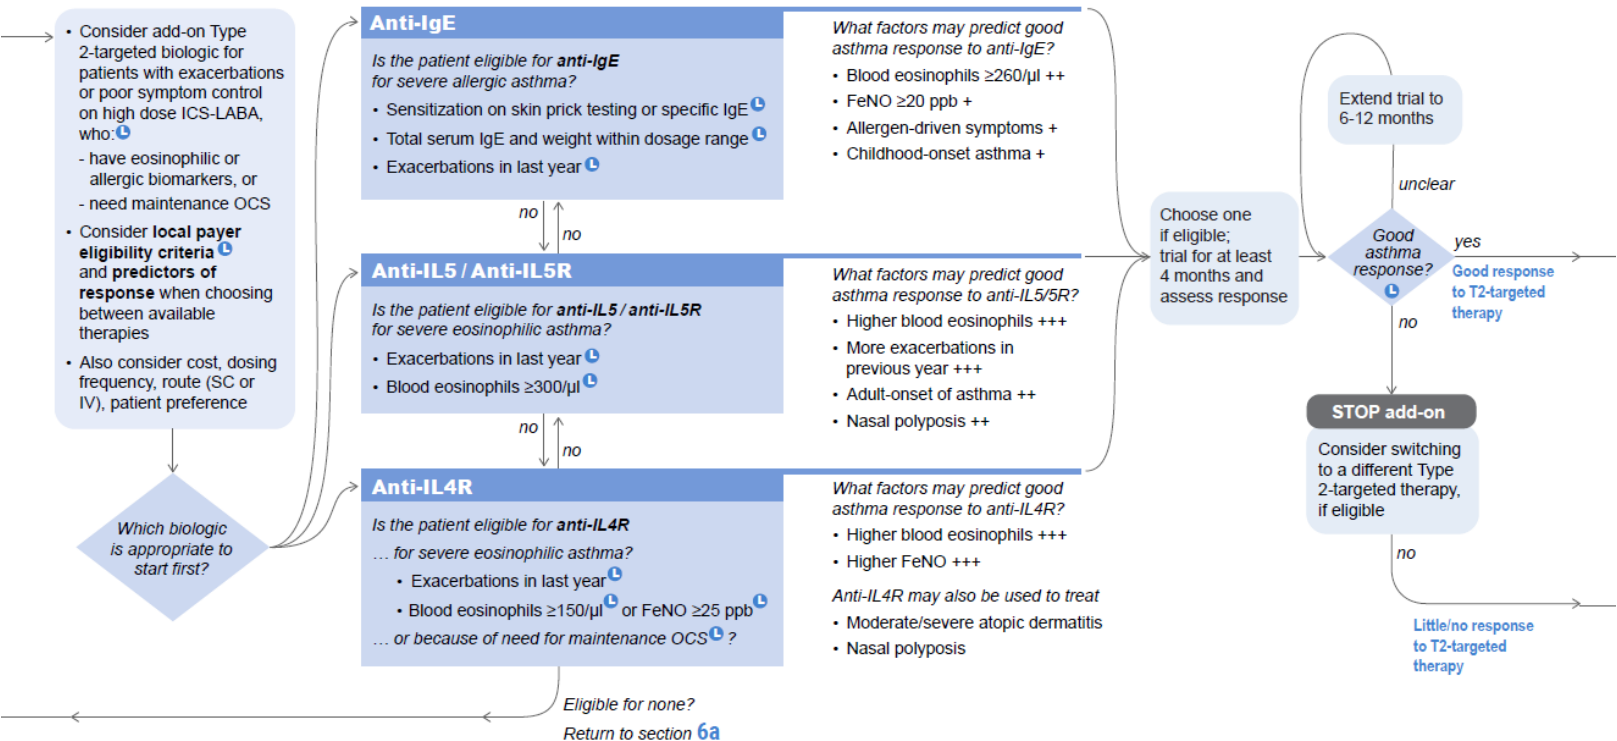 • Consider add-on Type
2-targeted biologic for
patients with exacerbations
or poor symptom control
on high dose ICS-LABA,
who: L
- have eosinophilic or
allergic biomarkers, or
- need maintenance OCS
• Consider local payer
eligibility criteria L
and predictors of
response when choosing
between available
therapies
• Also consider cost, dosing
frequency, route (SC or
IV), patient preference
Which biologic
is appropriate to
start first?
Anti-IgE
Is the patient eligible for anti-IgE
for severe allergic asthma?
• Sensitization on skin prick testing or specific IgE L
• Total serum IgE and weight within dosage range L
• Exacerbations in last year L
What factors may predict good
asthma response to anti-IgE?
• Blood eosinophils ≥260/µl ++
• FeNO ≥20 ppb +
• Allergen-driven symptoms +
• Childhood-onset asthma +
no
no
Anti-IL5 / Anti-IL5R
Is the patient eligible for anti-IL5 / anti-IL5R
for severe eosinophilic asthma?
• Exacerbations in last year L
• Blood eosinophils ≥300/µl L
What factors may predict good
asthma response to anti-IL5/5R?
• Higher blood eosinophils +++
• More exacerbations in
previous year +++
• Adult-onset of asthma ++
• Nasal polyposis ++
no
no
Anti-IL4R
Is the patient eligible for anti-IL4R
… for severe eosinophilic asthma?
• Exacerbations in last year L
• Blood eosinophils ≥150/µl L or FeNO ≥25 ppb L
… or because of need for maintenance OCS L ?
What factors may predict good
asthma response to anti-IL4R?
• Higher blood eosinophils +++
• Higher FeNO +++
Anti-IL4R may also be used to treat
• Moderate/severe atopic dermatitis
• Nasal polyposis
Eligible for none?
Return to section 6a
Choose one
if eligible;
trial for at least
4 months and
assess response
Extend trial to
6-12 months
unclear
Good
asthma
response?
L
yes
Good response
to T2-targeted
therapy
no
STOP add-on
Consider switching
to a different Type
2-targeted therapy,
if eligible
no
Little/no response
to T2-targeted
therapy